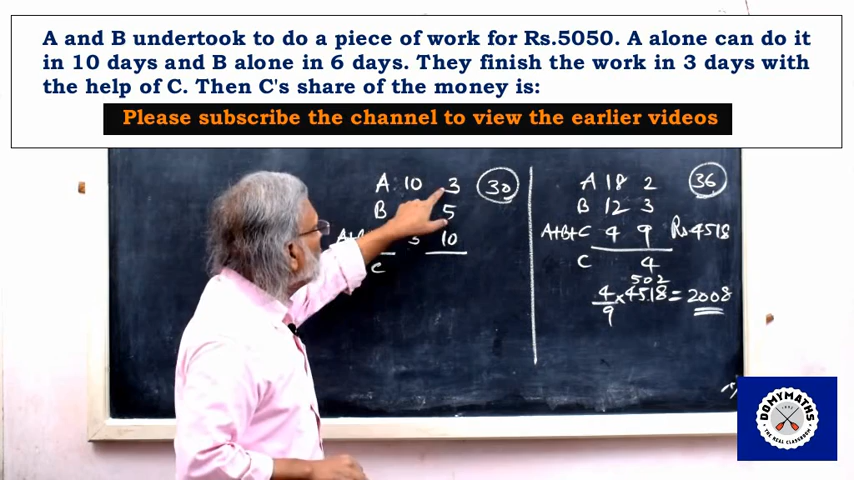 A and B undertook to do a piece of work for Rs.5050. A alone can do it
in 10 days and B alone in 6 days. They finish the work in 3 days with
the help of C. Then C's share of the money is:
Please subscribe the channel to view the earlier videos
A 10 3 30
B 5
10
C
A 18 2 36
B 12 3
A+B+C 4 9 Rs 4518
C 4
502
4/9 × 4518 = 2008
DOMYMATHS
THE REAL CLASSROOM